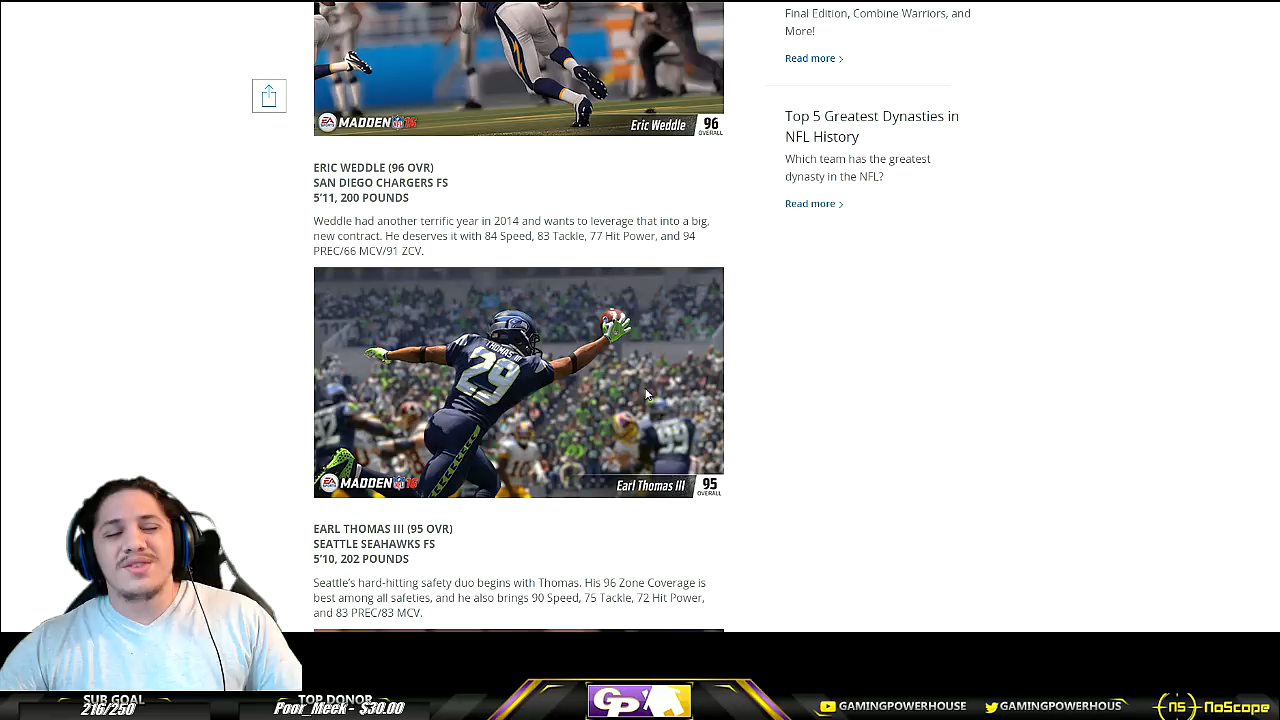 Final Edition, Combine Warriors, and
More!
Read more >
Top 5 Greatest Dynasties in
NFL History
Which team has the greatest
dynasty in the NFL?
Read more >
EA
SPORTS
MADDEN NFL 16
Eric Weddle 96
OVERALL
ERIC WEDDLE (96 OVR)
SAN DIEGO CHARGERS FS
5'11, 200 POUNDS
Weddle had another terrific year in 2014 and wants to leverage that into a big,
new contract. He deserves it with 84 Speed, 83 Tackle, 77 Hit Power, and 94
PREC/66 MCV/91 ZCV.
THOMAS III
29
EA
SPORTS
MADDEN NFL 16
Earl Thomas III 95
OVERALL
EARL THOMAS III (95 OVR)
SEATTLE SEAHAWKS FS
5'10, 202 POUNDS
Seattle's hard-hitting safety duo begins with Thomas. His 96 Zone Coverage is
best among all safeties, and he also brings 90 Speed, 75 Tackle, 72 Hit Power,
and 83 PREC/83 MCV.
SUB GOAL
216/250
TOP DONOR
Poor_Meek - $30.00
GP
GAMINGPOWERHOUSE
GAMINGPOWERHOUS
NS NoScope